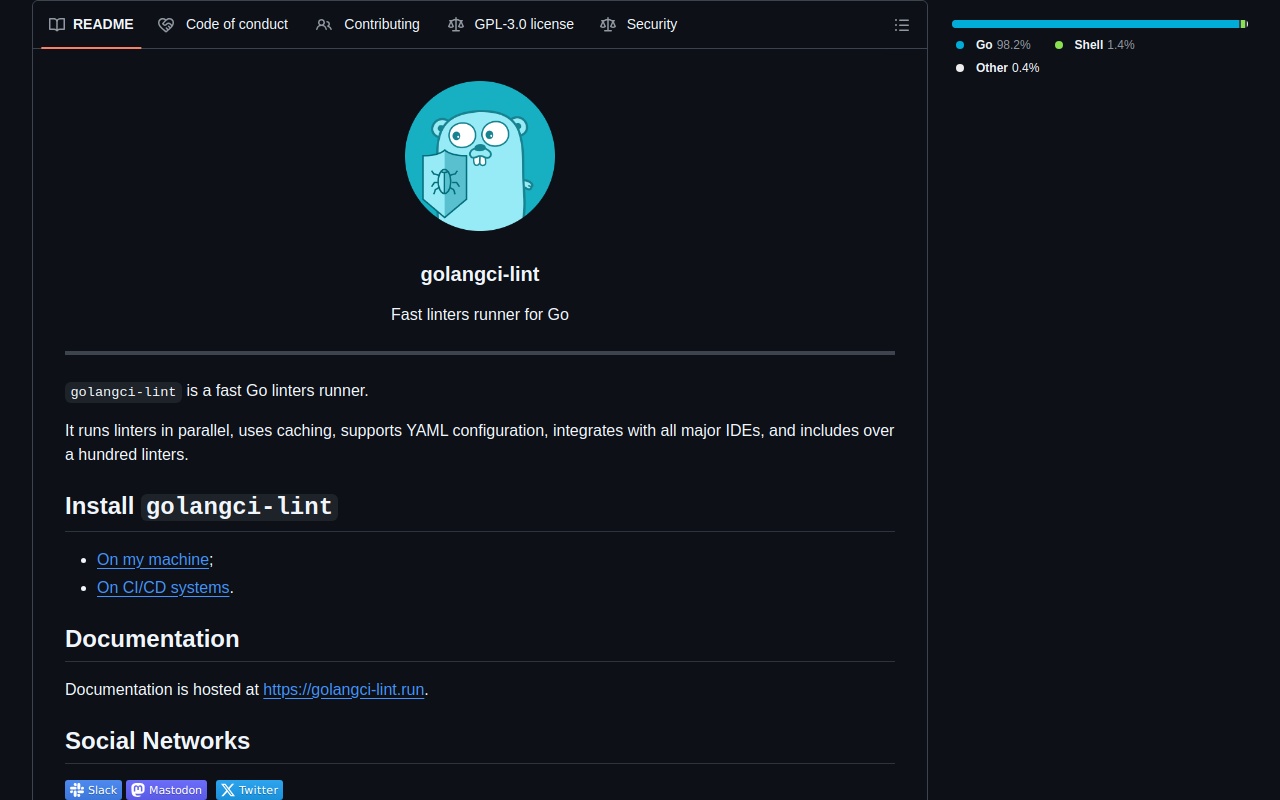 README
Code of conduct
Contributing
GPL-3.0 license
Security
Go 98.2%
Shell 1.4%
Other 0.4%
golangci-lint
Fast linters runner for Go
golangci-lint is a fast Go linters runner.
It runs linters in parallel, uses caching, supports YAML configuration, integrates with all major IDEs, and includes over
a hundred linters.
Install golangci-lint
On my machine;
On CI/CD systems.
Documentation
Documentation is hosted at https://golangci-lint.run.
Social Networks
Slack
Mastodon
Twitter